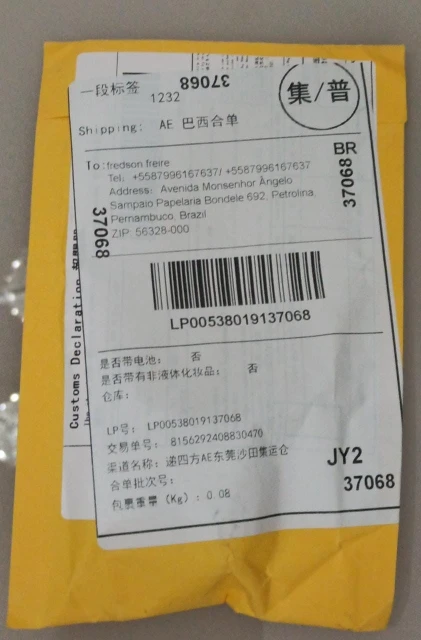 一段标签
37068
1232
集/普
Shipping: AE 巴西合单
To: fredson freire
BR
Tel: +5587996167637/ +5587996167637
Address: Avenida Monsenhor Ângelo
Sampaio Papelaria Bondele 692, Petrolina,
Pernambuco, Brazil
ZIP: 56328-000
37068
37068
LP00538019137068
Customs Declaration
是否带电池: 否
是否带有非液体化妆品: 否
仓库:
LP号: LP00538019137068
交易单号: 8156292408830470
渠道名称: 递四方AE东莞沙田集运仓
合单批次号:
包裹重量 (Kg): 0.08
JY2
37068